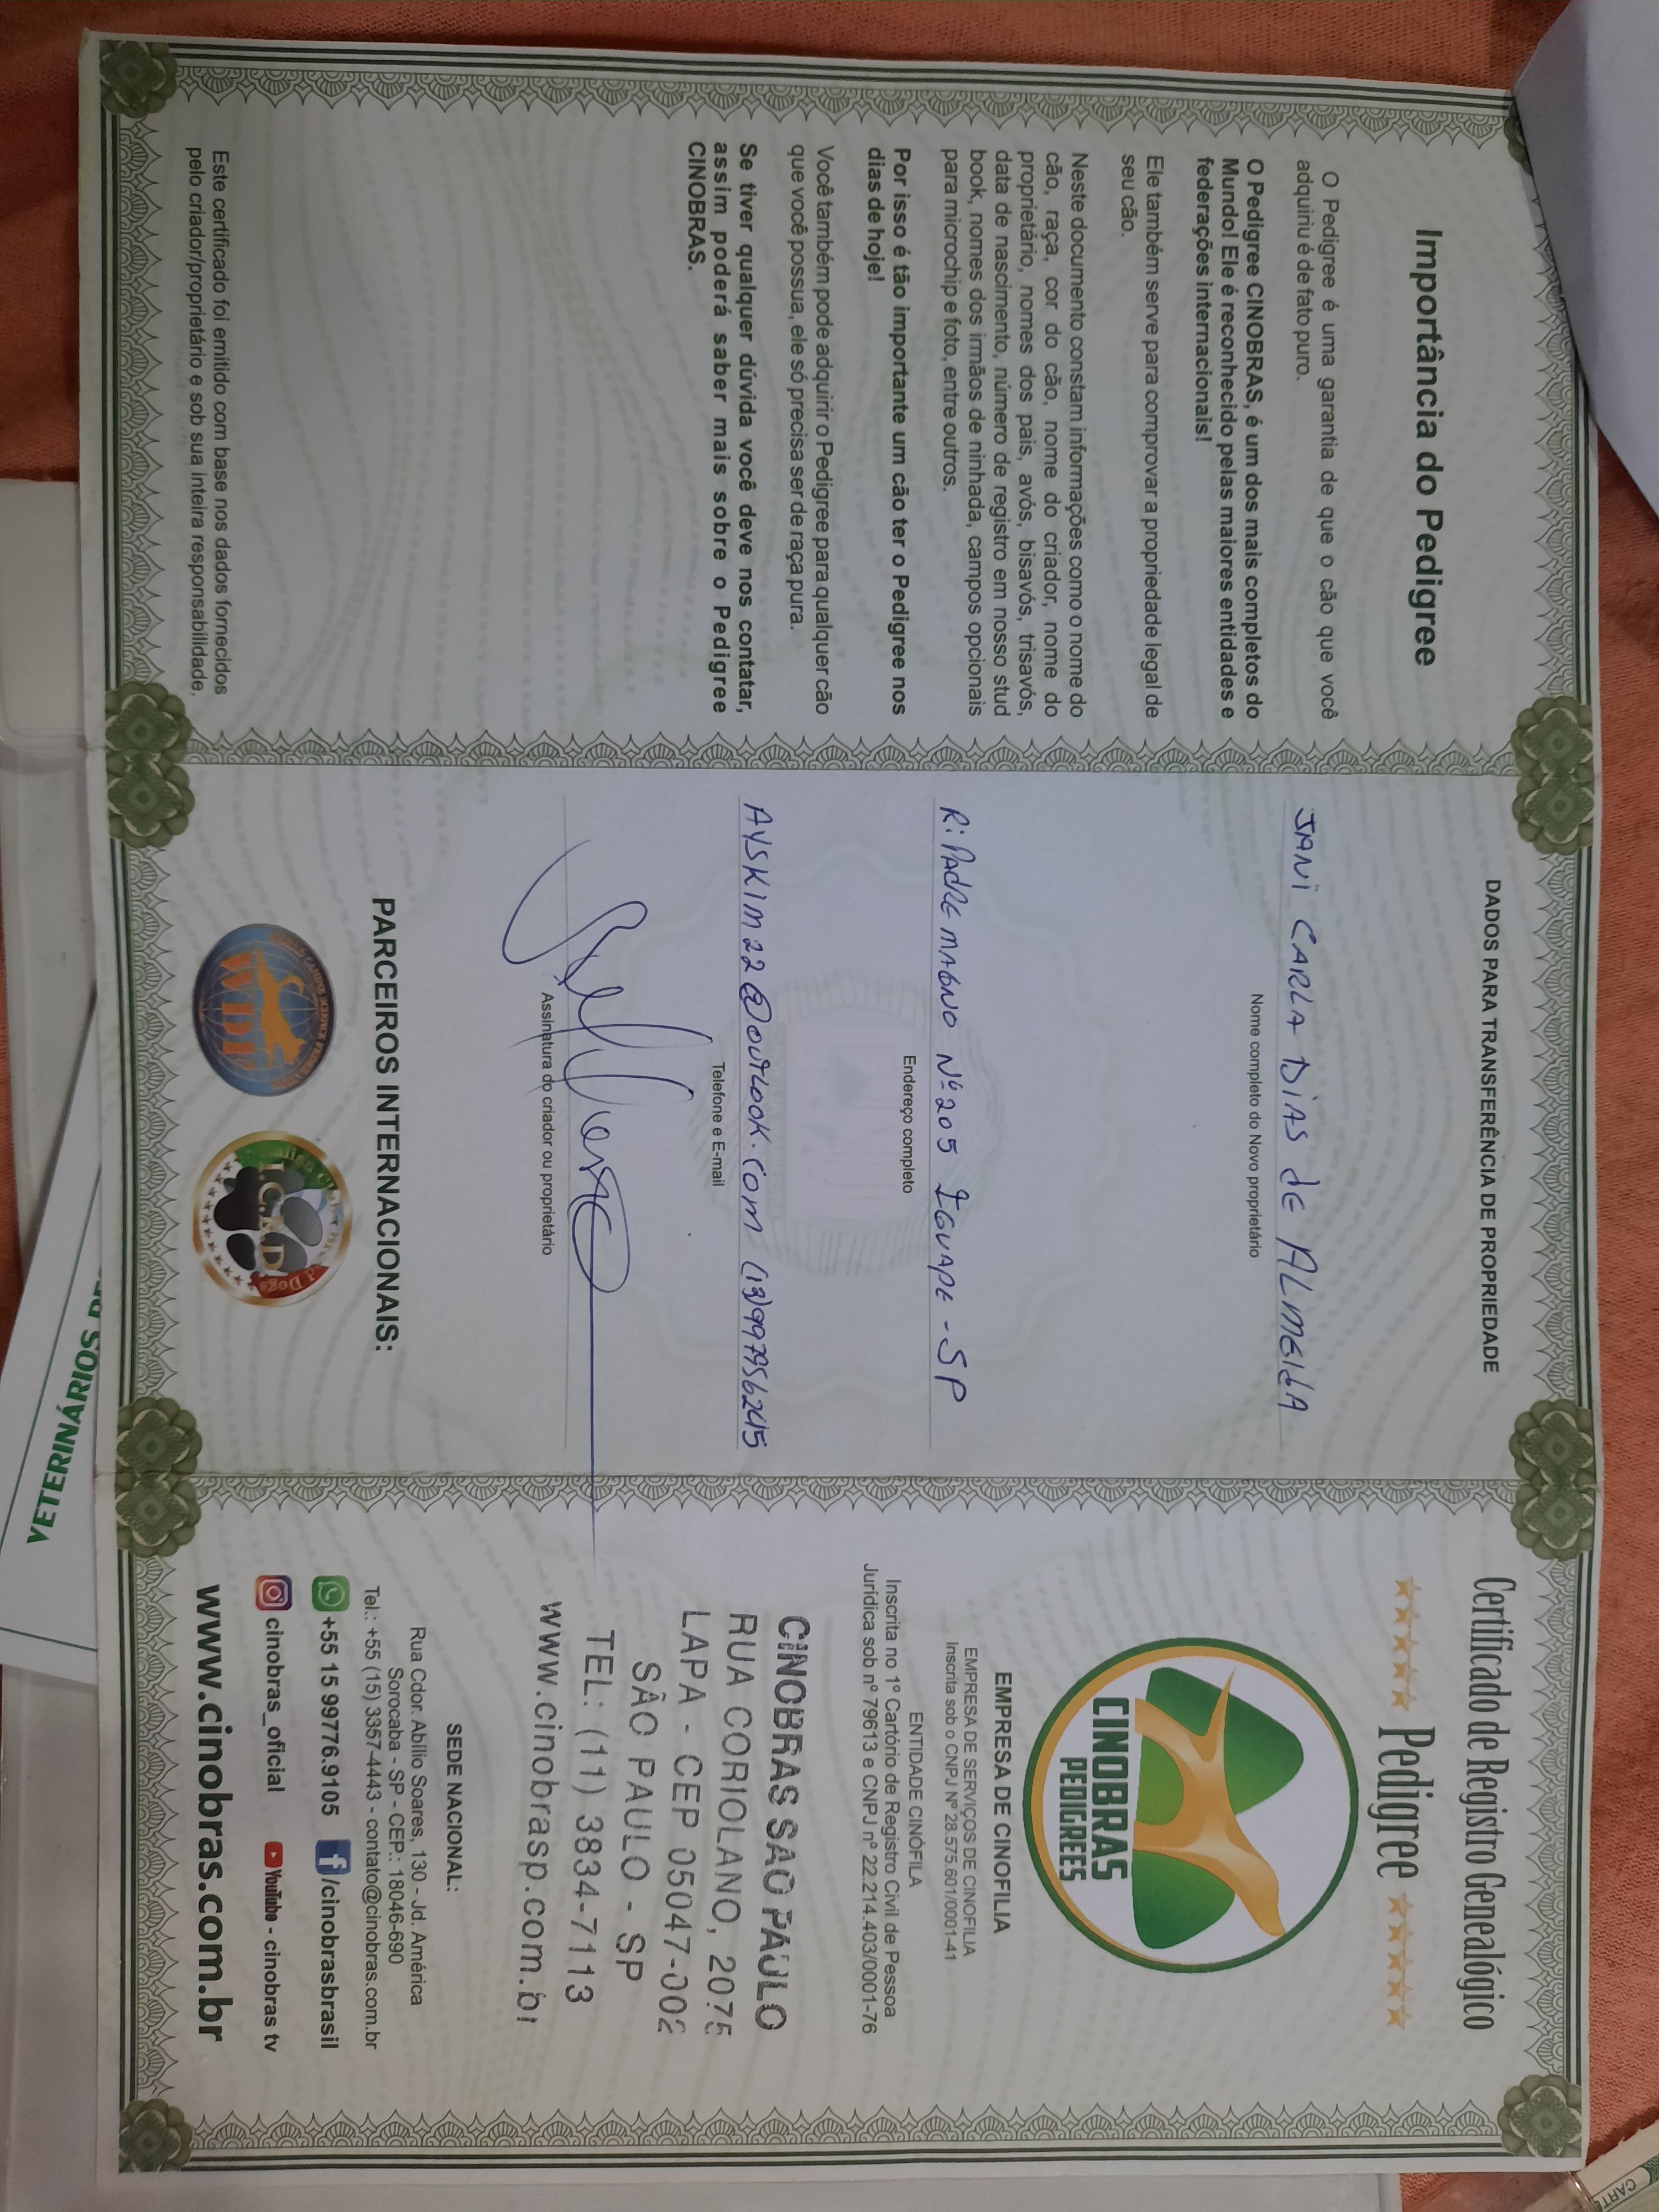 Importância do Pedigree
O Pedigree é uma garantia de que o cão que você
adquiriu é de fato puro.
O Pedigree CINOBRAS, é um dos mais completos do
Mundo! Ele é reconhecido pelas maiores entidades e
federações internacionais!
Ele também serve para comprovar a propriedade legal de
seu cão.
Neste documento constam informações como o nome do
cão, raça, cor do cão, nome do criador, nome do
proprietário, nomes dos pais, avós, bisavós, trisavós,
data de nascimento, número de registro em nosso stud
book, nomes dos irmãos de ninhada, campos opcionais
para microchip e foto, entre outros.
Por isso é tão importante um cão ter o Pedigree nos
dias de hoje!
Você também pode adquirir o Pedigree para qualquer cão
que você possua, ele só precisa ser de raça pura.
Se tiver qualquer dúvida você deve nos contatar,
assim poderá saber mais sobre o Pedigree
CINOBRAS.
Este certificado foi emitido com base nos dados fornecidos
pelo criador/proprietário e sob sua inteira responsabilidade.
DADOS PARA TRANSFERÊNCIA DE PROPRIEDADE
JANI CARLA DIAS de ALMEIdA
Nome completo do Novo proprietário
R: PADRE MAGNO Nº 205 IGUAPE - SP
Endereço completo
AYSKIM22@OUTLOOK.COM (13)997956245
Telefone e E-mail
Assinatura do criador ou proprietário
PARCEIROS INTERNACIONAIS:
WDF
I.C.A.D
Certificado de Registro Genealógico
Pedigree
CINOBRAS
PEDIGREES
EMPRESA DE CINOFILIA
EMPRESA DE SERVIÇOS DE CINOFILIA
Inscrita sob o CNPJ Nº 28.575.601/0001-41
ENTIDADE CINÓFILA
Inscrita no 1º Cartório de Registro Civil de Pessoa
Jurídica sob nº 79613 e CNPJ nº 22.214.403/0001-76
CINOBRAS SÃO PAULO
RUA CORIOLANO, 2075
LAPA - CEP 05047-002
SÃO PAULO - SP
TEL: (11) 3834-7113
www.cinobrasp.com.br
SEDE NACIONAL:
Rua Cdor. Abílio Soares, 130 - Jd. América
Sorocaba - SP - CEP.: 18046-690
Tel.: +55 (15) 3357-4443 - contato@cinobras.com.br
+55 15 99776.9105 /cinobrasbrasil
cinobras_oficial YouTube - cinobras tv
www.cinobras.com.br
VETERINÁRIOS